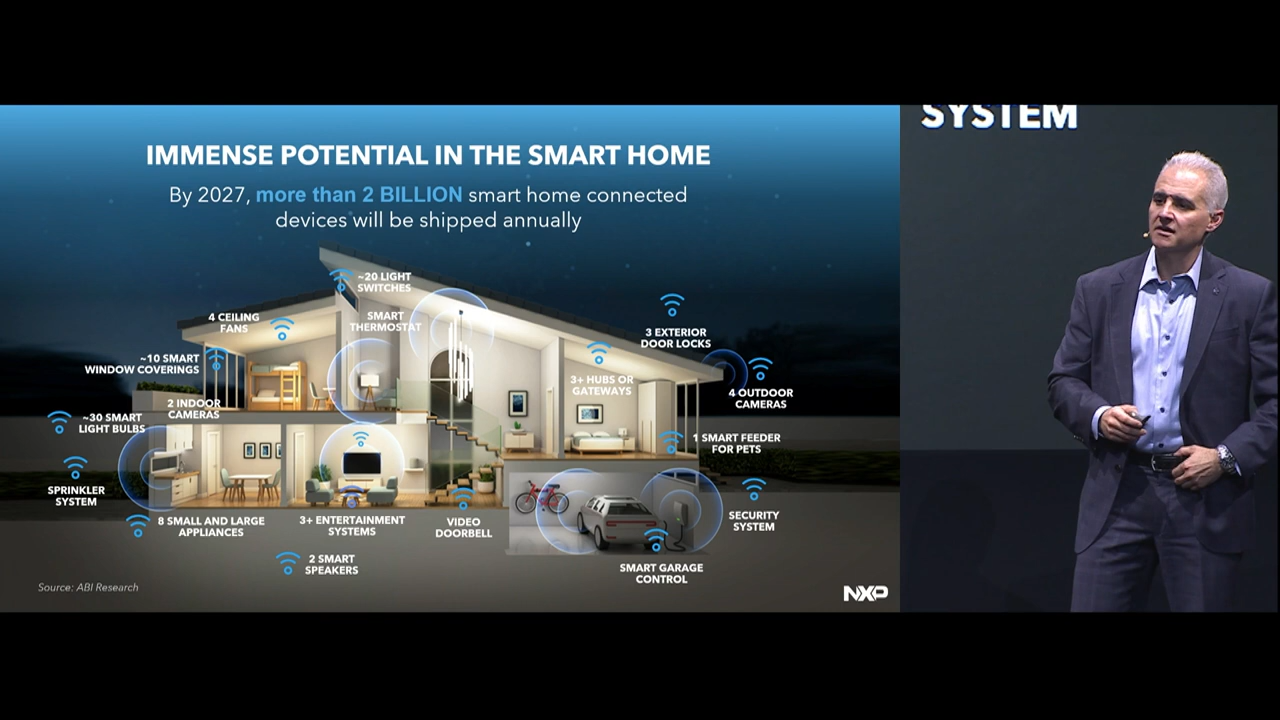 IMMENSE POTENTIAL IN THE SMART HOME
By 2027, more than 2 BILLION smart home connected
devices will be shipped annually
~20 LIGHT
SWITCHES
4 CEILING
FANS
SMART
THERMOSTAT
3 EXTERIOR
DOOR LOCKS
~10 SMART
WINDOW COVERINGS
3+ HUBS OR
GATEWAYS
4 OUTDOOR
CAMERAS
2 INDOOR
CAMERAS
~30 SMART
LIGHT BULBS
1 SMART FEEDER
FOR PETS
SPRINKLER
SYSTEM
8 SMALL AND LARGE
APPLIANCES
3+ ENTERTAINMENT
SYSTEMS
VIDEO
DOORBELL
SECURITY
SYSTEM
2 SMART
SPEAKERS
SMART GARAGE
CONTROL
Source: ABI Research
NXP
SYSTEM